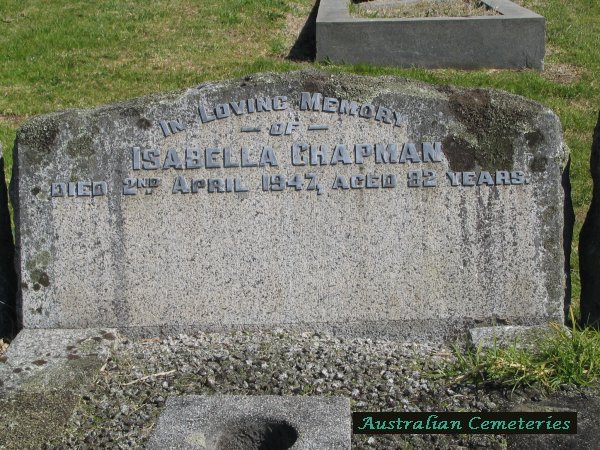 In Loving Memory
— of —
Isabella Chapman
Died 2nd April 1947, aged 82 years.
Australian Cemeteries